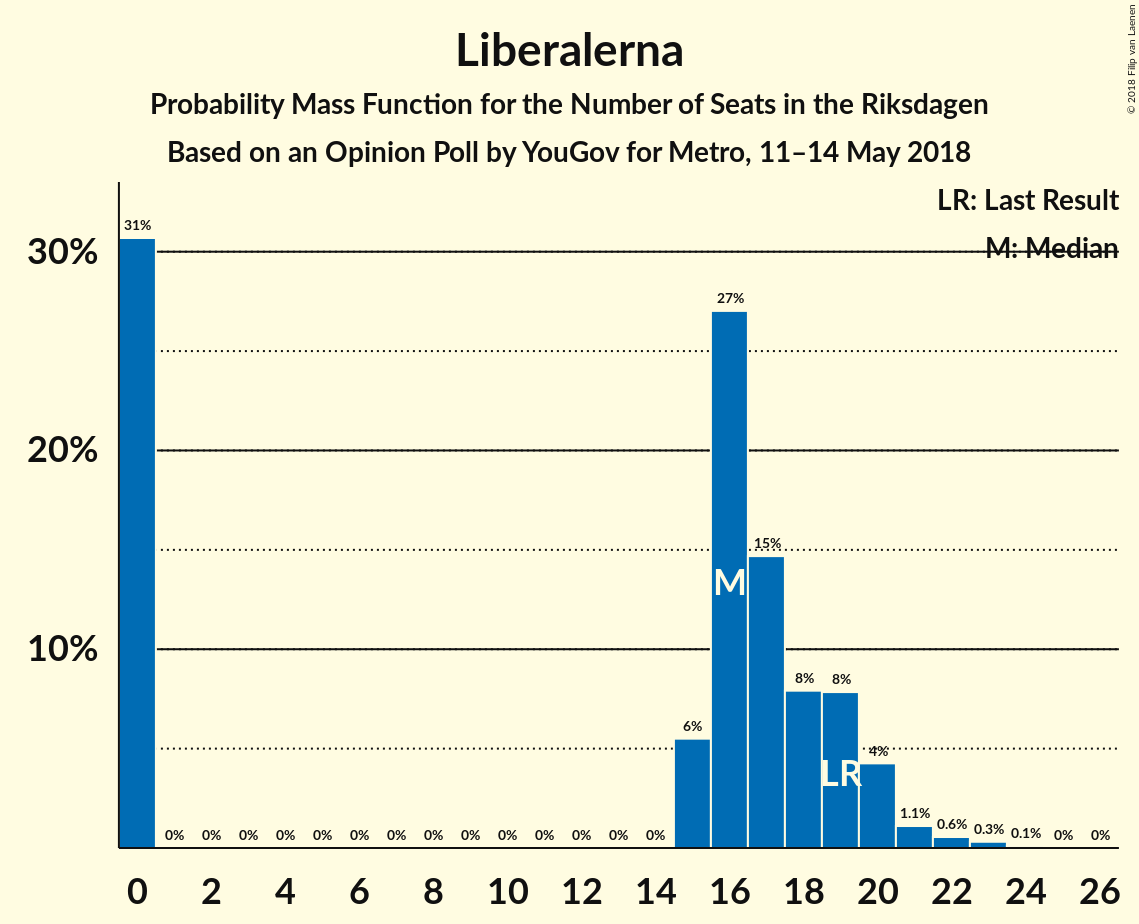 © 2018 Filip van Laenen
Liberalerna
Probability Mass Function for the Number of Seats in the Riksdagen
Based on an Opinion Poll by YouGov for Metro, 11–14 May 2018
LR: Last Result
M: Median
30%
20%
10%
31%
0% 0% 0% 0% 0% 0% 0% 0% 0% 0% 0% 0% 0% 0%
6%
27%
15%
8%
8%
4%
1.1%
0.6%
0.3%
0.1%
0%
0%
M
LR
0 2 4 6 8 10 12 14 16 18 20 22 24 26